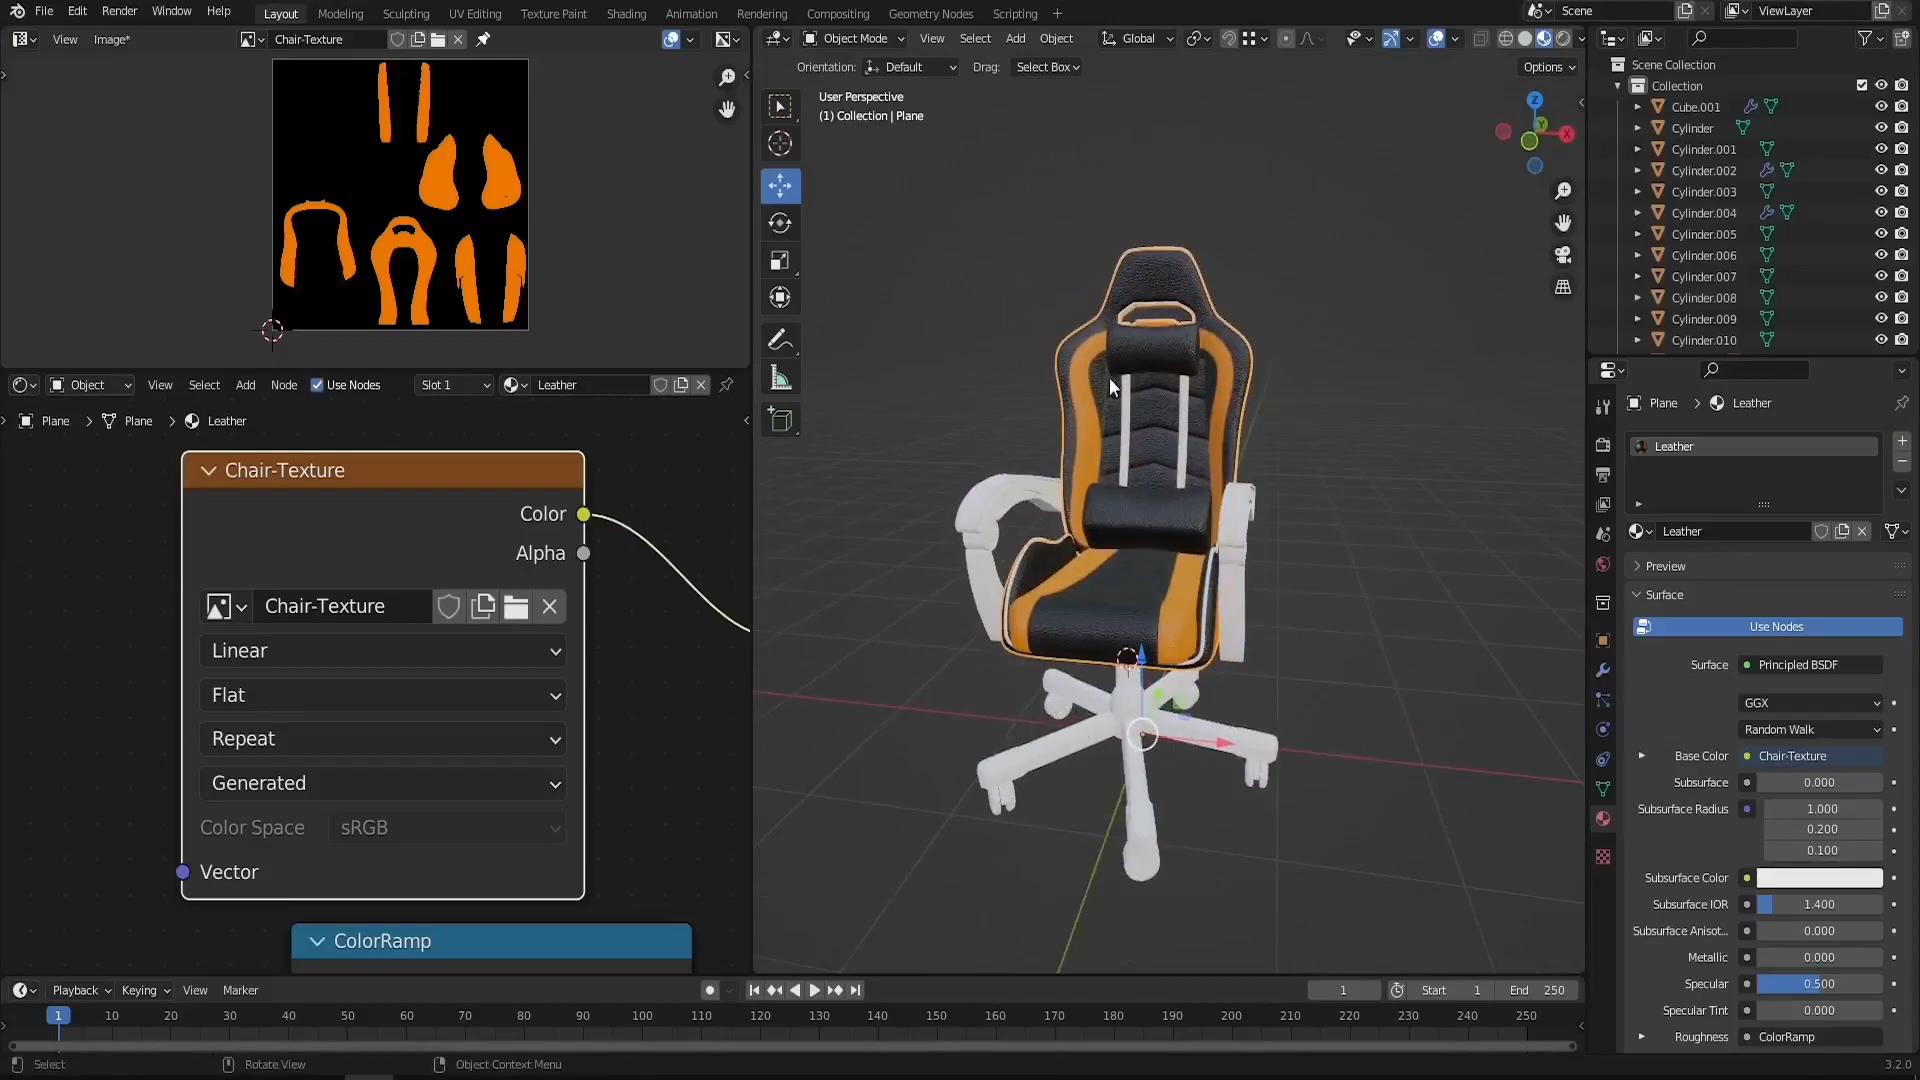 File Edit Render Window Help
Layout Modeling Sculpting UV Editing Texture Paint Shading Animation Rendering Compositing Geometry Nodes Scripting +
Scene
ViewLayer
View Image*
Chair-Texture
Object Mode View Select Add Object
Global
Orientation: Default Drag: Select Box
Options
User Perspective
(1) Collection | Plane
Z
Y
X
Scene Collection
Collection
Cube.001
Cylinder
Cylinder.001
Cylinder.002
Cylinder.003
Cylinder.004
Cylinder.005
Cylinder.006
Cylinder.007
Cylinder.008
Cylinder.009
Cylinder.010
Object View Select Add Node Use Nodes Slot 1 Leather
Plane > Plane > Leather
Chair-Texture
Color
Alpha
Chair-Texture
Linear
Flat
Repeat
Generated
Color Space sRGB
Vector
ColorRamp
Plane > Leather
Leather
Leather
Preview
Surface
Use Nodes
Surface Principled BSDF
GGX
Random Walk
Base Color Chair-Texture
Subsurface 0.000
Subsurface Radius 1.000
0.200
0.100
Subsurface Color
Subsurface IOR 1.400
Subsurface Anisot... 0.000
Metallic 0.000
Specular 0.500
Specular Tint 0.000
Roughness ColorRamp
Playback Keying View Marker
1 Start 1 End 250
1 10 20 30 40 50 60 70 80 90 100 110 120 130 140 150 160 170 180 190 200 210 220 230 240 250
Select Rotate View Object Context Menu
3.2.0